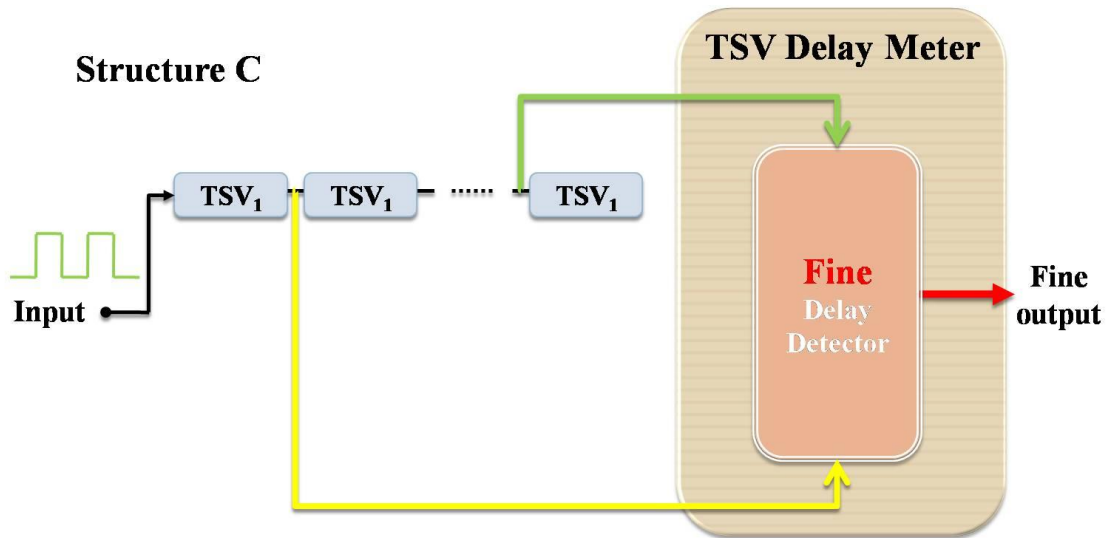 TSV Delay Meter
Structure C
TSV₁
TSV₁
......
TSV₁
Input
Fine
Delay
Detector
Fine
output